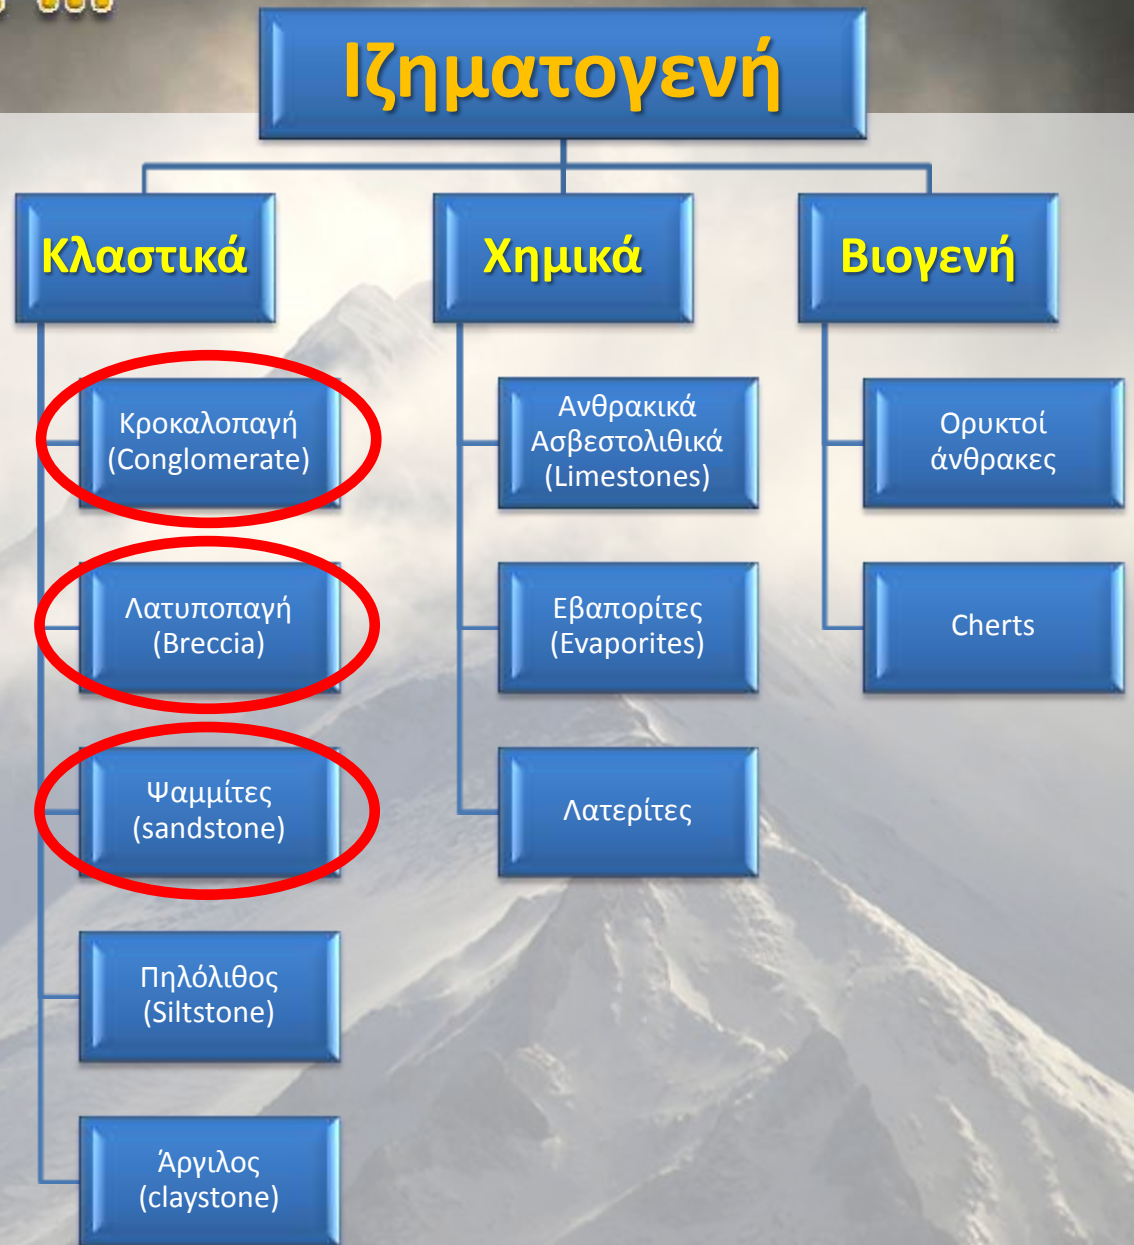 Ιζηματογενή
Κλαστικά
Κροκαλοπαγή
(Conglomerate)
Λατυποπαγή
(Breccia)
Ψαμμίτες
(sandstone)
Πηλόλιθος
(Siltstone)
Άργιλος
(claystone)
Χημικά
Ανθρακικά
Ασβεστολιθικά
(Limestones)
Εβαπορίτες
(Evaporites)
Λατερίτες
Βιογενή
Ορυκτοί
άνθρακες
Cherts